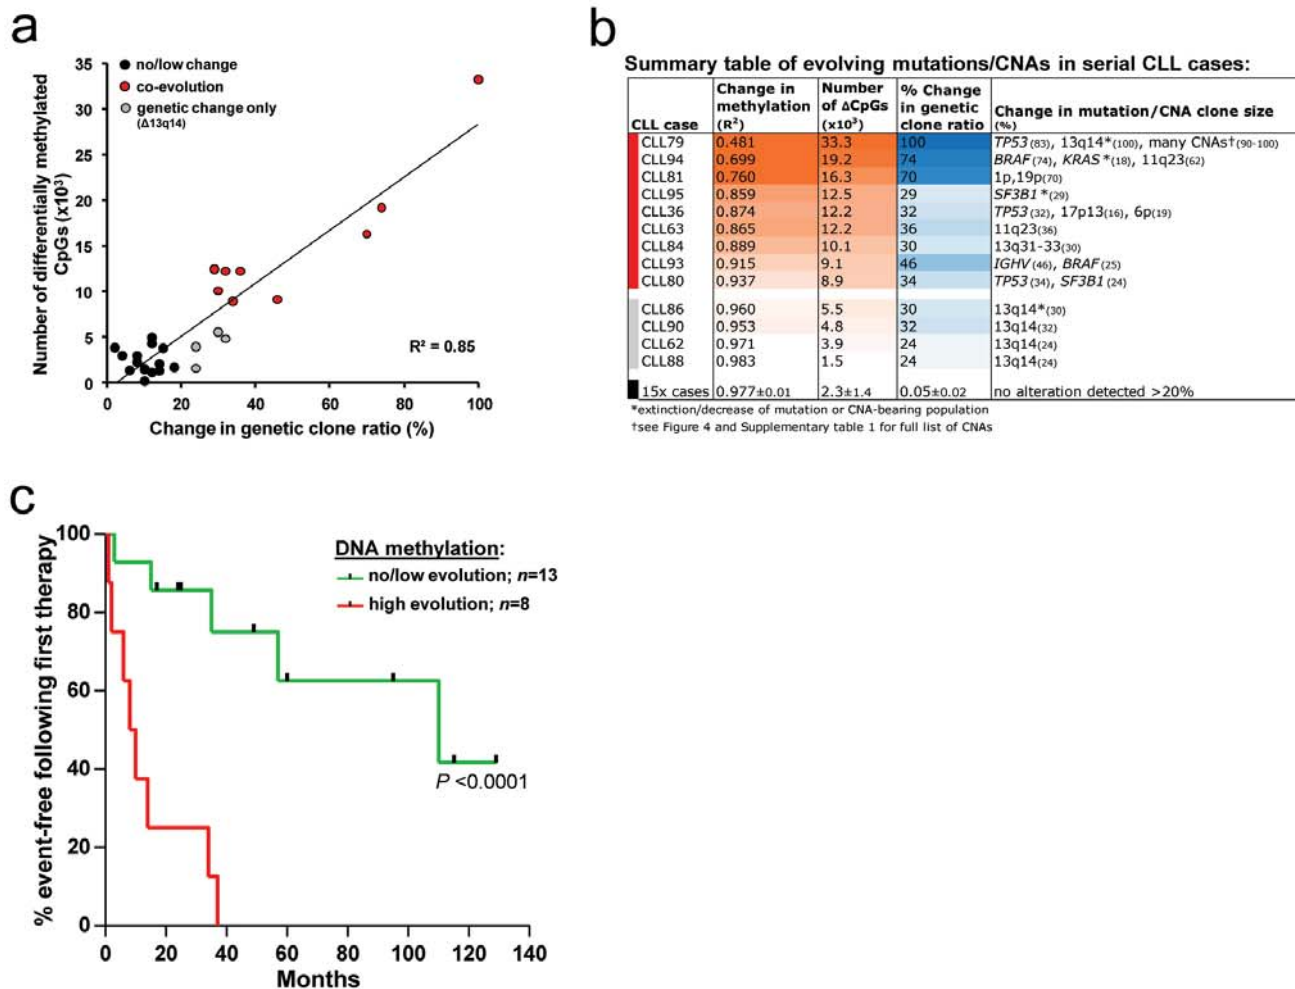 a
Number of differentially methylated
CpGs (x10³)
35
30
25
20
15
10
5
0
no/low change
co-evolution
genetic change only
(Δ13q14)
R² = 0.85
0 20 40 60 80 100
Change in genetic clone ratio (%)
b
Summary table of evolving mutations/CNAs in serial CLL cases:
CLL case | Change in methylation (R²) | Number of ΔCpGs (x10³) | % Change in genetic clone ratio | Change in mutation/CNA clone size (%)
CLL79 0.481 33.3 100 TP53 (83), 13q14*(100), many CNAs†(90-100)
CLL94 0.699 19.2 74 BRAF (74), KRAS *(18), 11q23(62)
CLL81 0.760 16.3 70 1p,19p(70)
CLL95 0.859 12.5 29 SF3B1 *(29)
CLL36 0.874 12.2 32 TP53 (32), 17p13(16), 6p(19)
CLL63 0.865 12.2 36 11q23(36)
CLL84 0.889 10.1 30 13q31-33(30)
CLL93 0.915 9.1 46 IGHV (46), BRAF (25)
CLL80 0.937 8.9 34 TP53 (34), SF3B1 (24)
CLL86 0.960 5.5 30 13q14*(30)
CLL90 0.953 4.8 32 13q14(32)
CLL62 0.971 3.9 24 13q14(24)
CLL88 0.983 1.5 24 13q14(24)
15x cases 0.977±0.01 2.3±1.4 0.05±0.02 no alteration detected >20%
*extinction/decrease of mutation or CNA-bearing population
†see Figure 4 and Supplementary table 1 for full list of CNAs
c
% event-free following first therapy
100
80
60
40
20
0
DNA methylation:
no/low evolution; n=13
high evolution; n=8
P <0.0001
0 20 40 60 80 100 120 140
Months